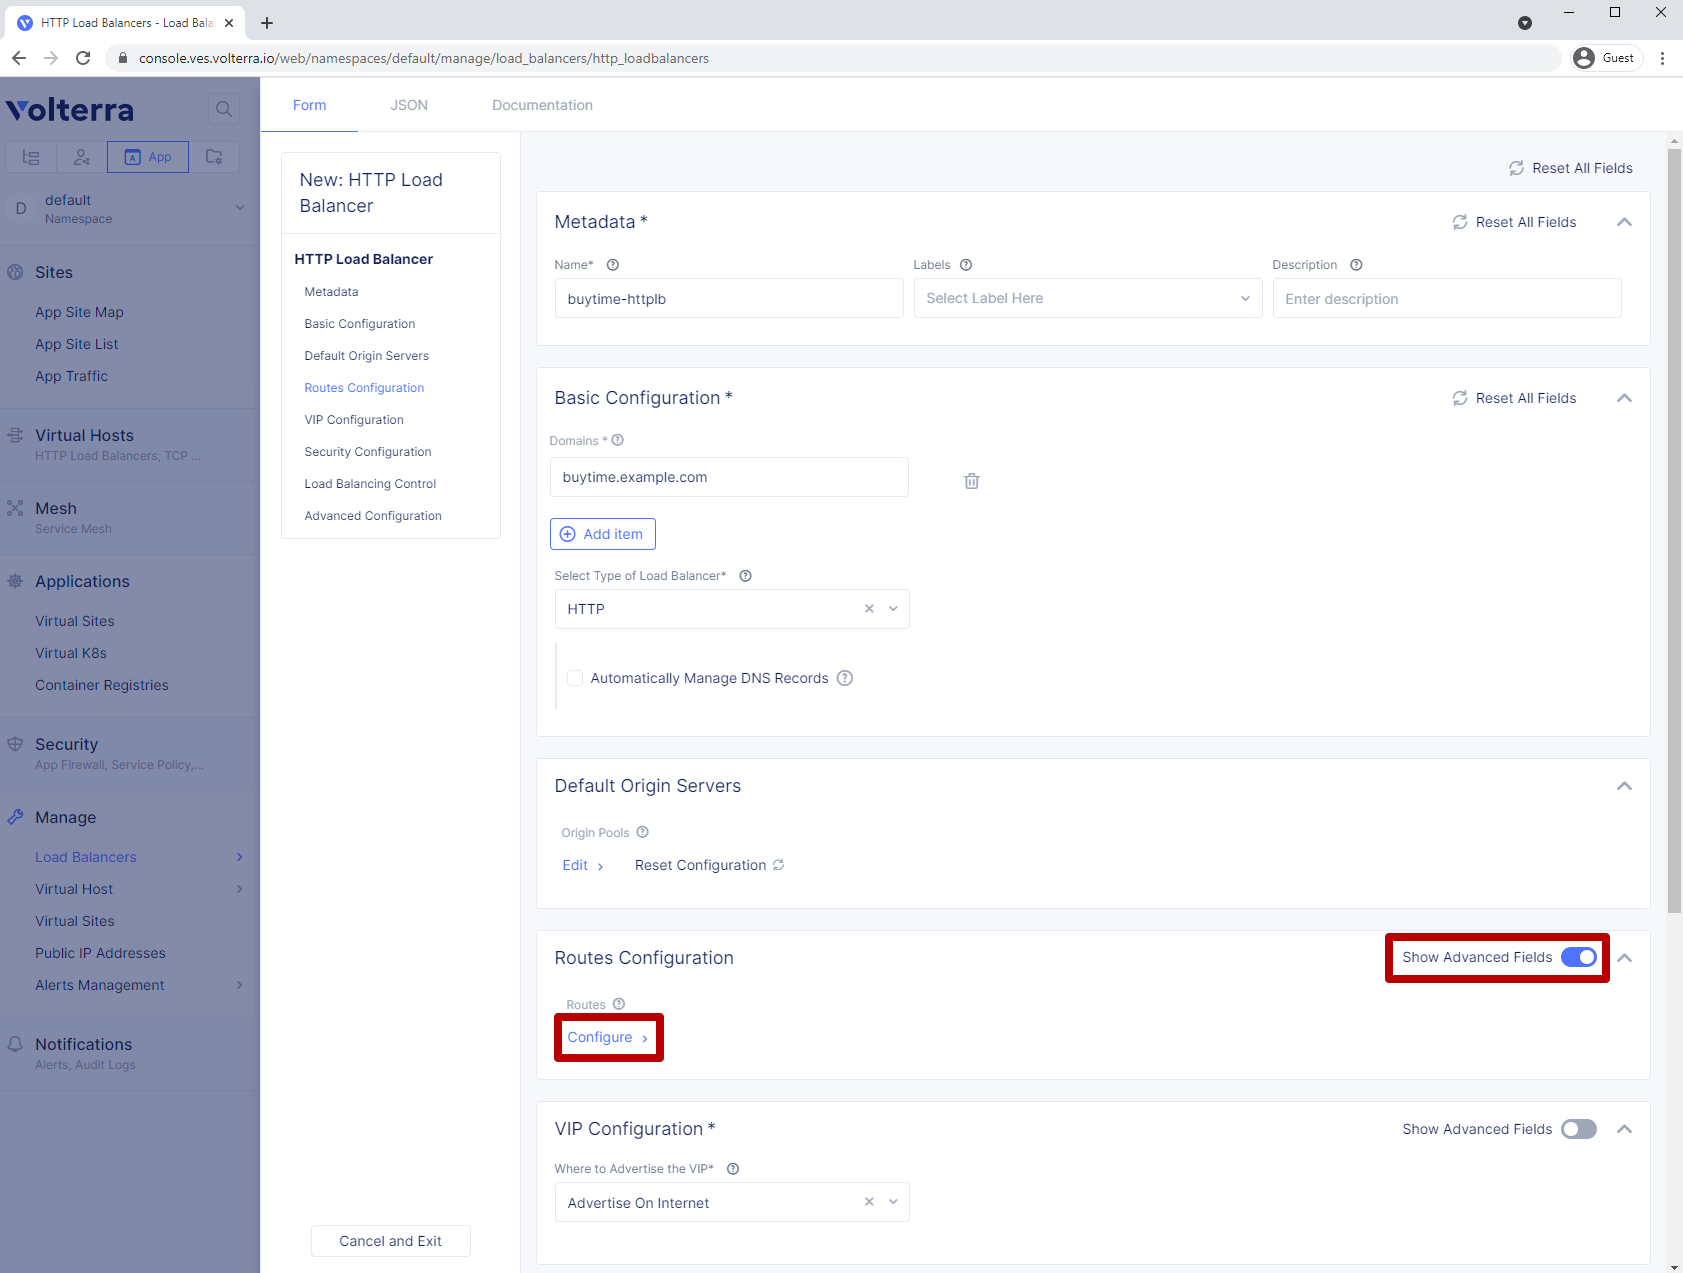 HTTP Load Balancers - Load Bala
console.ves.volterra.io/web/namespaces/default/manage/load_balancers/http_loadbalancers
Guest
Volterra
App
D
default
Namespace
Sites
App Site Map
App Site List
App Traffic
Virtual Hosts
HTTP Load Balancers, TCP ...
Mesh
Service Mesh
Applications
Virtual Sites
Virtual K8s
Container Registries
Security
App Firewall, Service Policy,...
Manage
Load Balancers
Virtual Host
Virtual Sites
Public IP Addresses
Alerts Management
Notifications
Alerts, Audit Logs
Form
JSON
Documentation
New: HTTP Load
Balancer
HTTP Load Balancer
Metadata
Basic Configuration
Default Origin Servers
Routes Configuration
VIP Configuration
Security Configuration
Load Balancing Control
Advanced Configuration
Cancel and Exit
Reset All Fields
Metadata *
Reset All Fields
Name*
Labels
Description
buytime-httplb
Select Label Here
Enter description
Basic Configuration *
Reset All Fields
Domains *
buytime.example.com
Add item
Select Type of Load Balancer*
HTTP
Automatically Manage DNS Records
Default Origin Servers
Origin Pools
Edit
Reset Configuration
Routes Configuration
Show Advanced Fields
Routes
Configure
VIP Configuration *
Show Advanced Fields
Where to Advertise the VIP*
Advertise On Internet